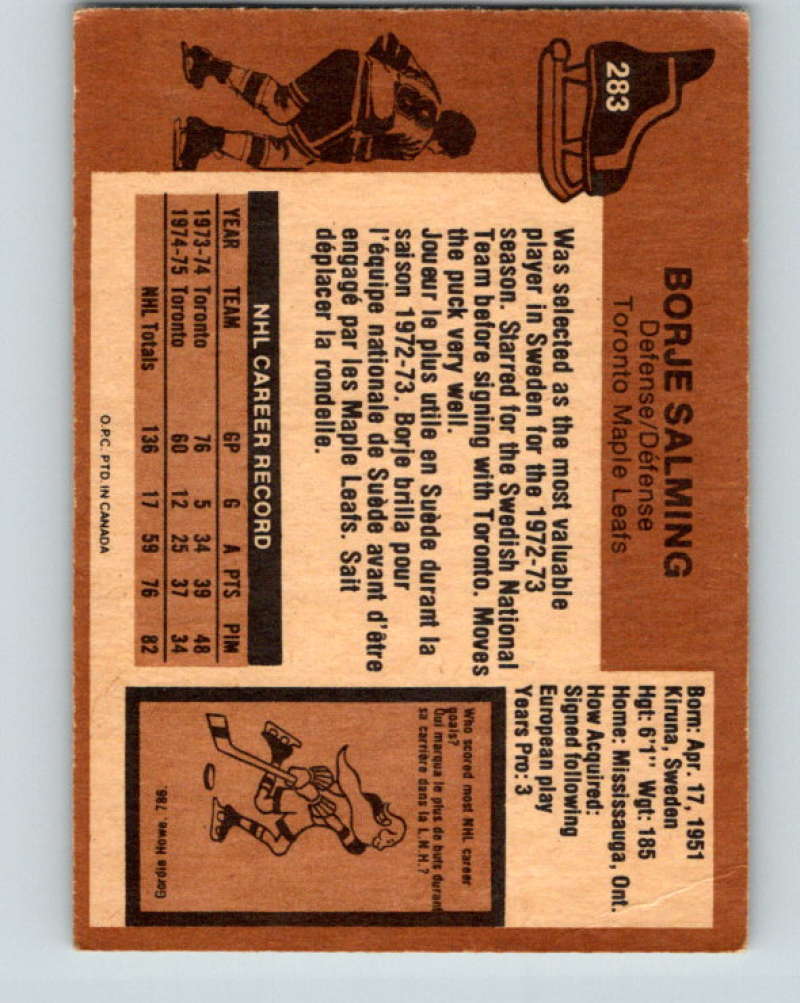 283
BORJE SALMING
Defense/Défense
Toronto Maple Leafs
Born: Apr. 17, 1951
Kiruna, Sweden
Hgt: 6'1" Wgt: 185
Home: Mississauga, Ont.
How Acquired:
Signed following
European play
Years Pro: 3
Was selected as the most valuable
player in Sweden for the 1972-73
season. Starred for the Swedish National
Team before signing with Toronto. Moves
the puck very well.
Joueur le plus utile en Suède durant la
saison 1972-73. Borje brilla pour
l'équipe nationale de Suède avant d'être
engagé par les Maple Leafs. Sait
déplacer la rondelle.
NHL CAREER RECORD
YEAR TEAM GP G A PTS PIM
1973-74 Toronto 76 5 34 39 48
1974-75 Toronto 60 12 25 37 34
NHL Totals 136 17 59 76 82
O.P.C. PTD. IN CANADA
Who scored most NHL career
goals?
Qui marqua le plus de buts durant
sa carrière dans la L.N.H.?
Gordie Howe, 786.